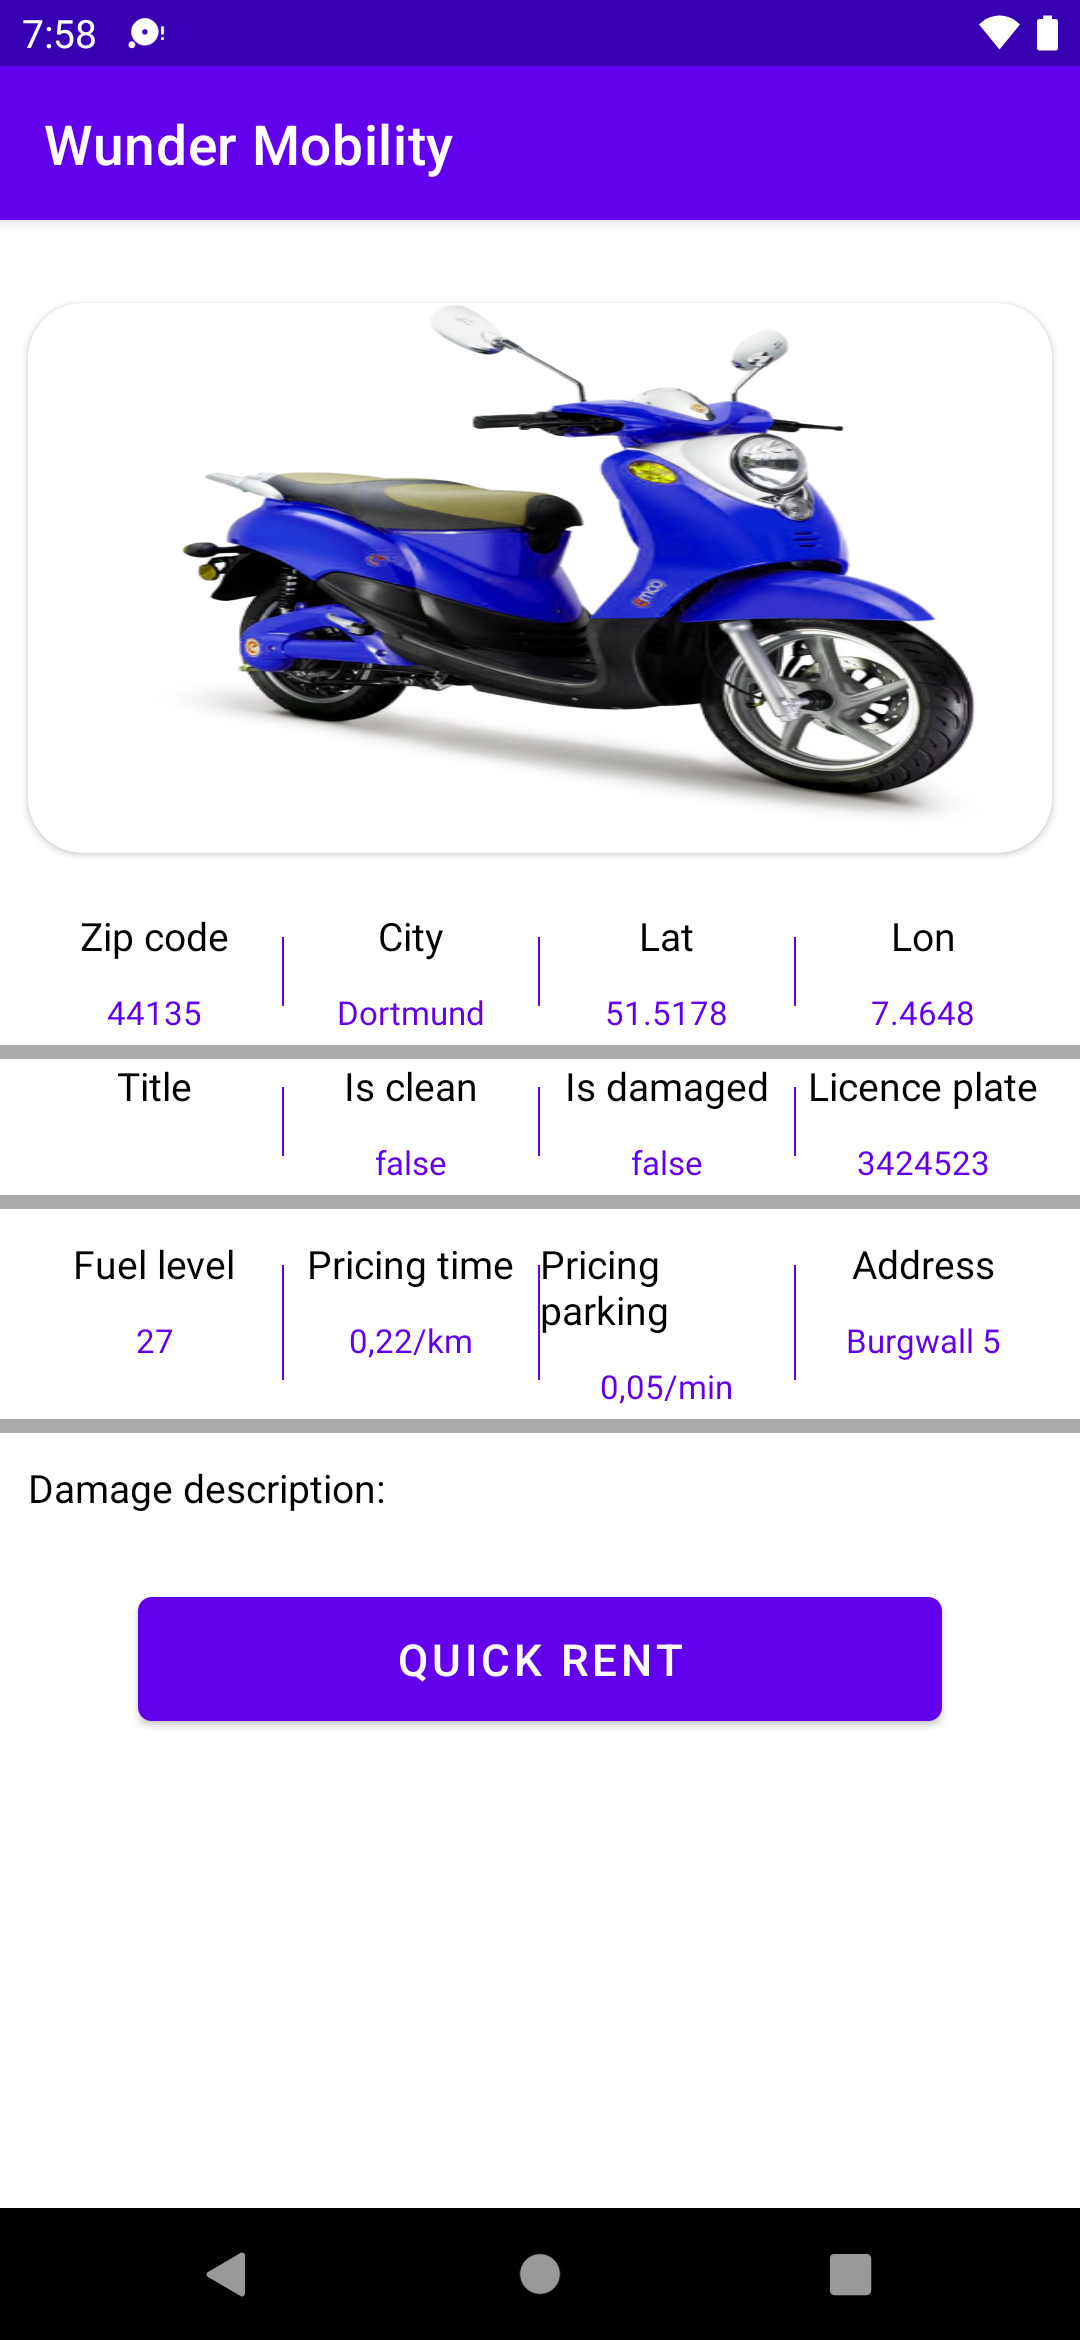 7:58
Wunder Mobility
emco
Zip code City Lat Lon
44135 Dortmund 51.5178 7.4648
Title Is clean Is damaged Licence plate
false false 3424523
Fuel level Pricing time Pricing parking Address
27 0,22/km 0,05/min Burgwall 5
Damage description:
QUICK RENT